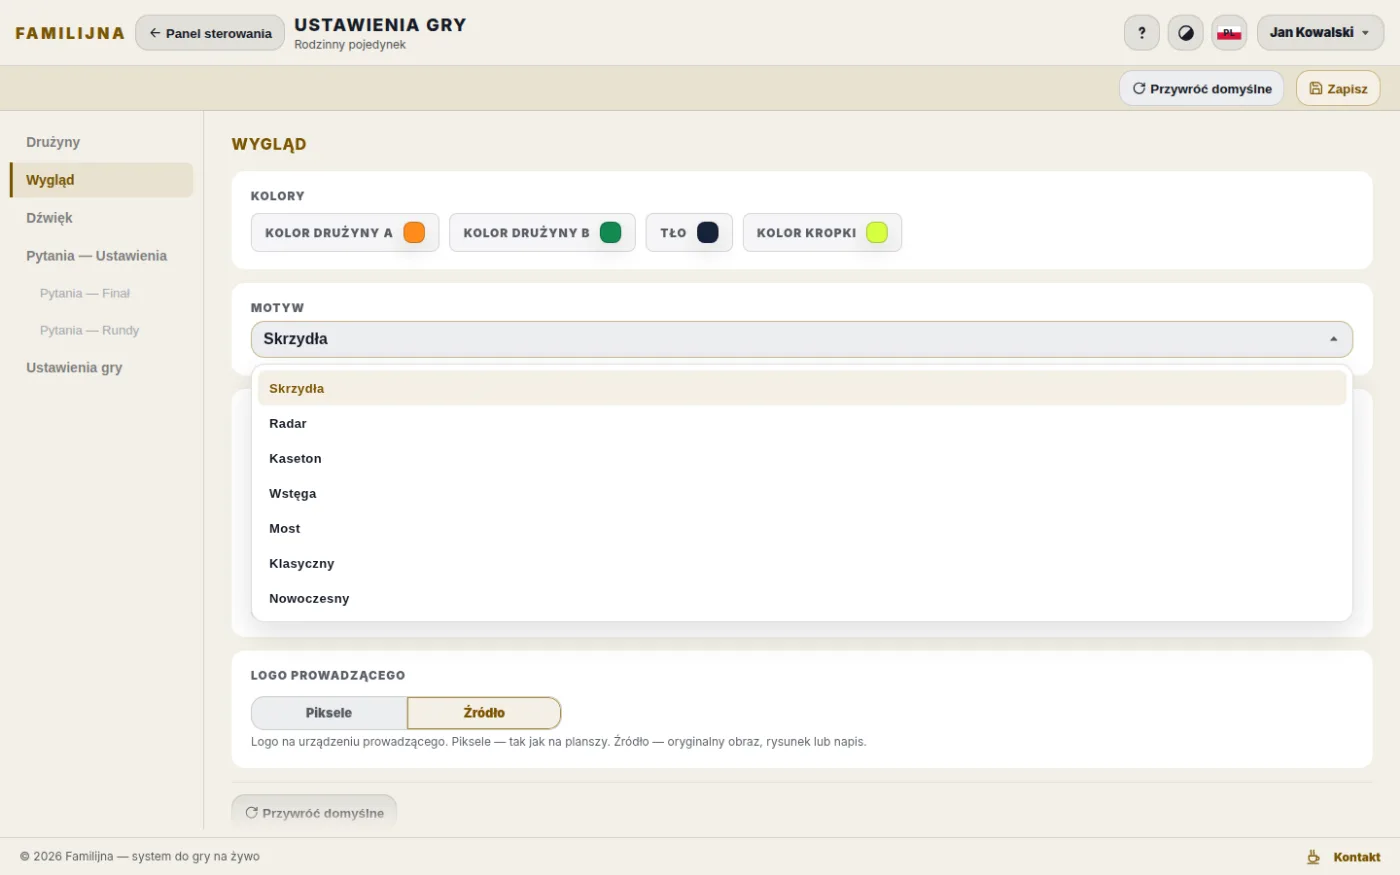 FAMILIJNA
← Panel sterowania
USTAWIENIA GRY
Rodzinny pojedynek
?
PL
Jan Kowalski
Przywróć domyślne
Zapisz
Drużyny
Wygląd
Dźwięk
Pytania — Ustawienia
Pytania — Finał
Pytania — Rundy
Ustawienia gry
WYGLĄD
KOLORY
KOLOR DRUŻYNY A
KOLOR DRUŻYNY B
TŁO
KOLOR KROPKI
MOTYW
Skrzydła
Skrzydła
Radar
Kaseton
Wstęga
Most
Klasyczny
Nowoczesny
LOGO PROWADZĄCEGO
Piksele
Źródło
Logo na urządzeniu prowadzącego. Piksele — tak jak na planszy. Źródło — oryginalny obraz, rysunek lub napis.
Przywróć domyślne
© 2026 Familijna — system do gry na żywo
Kontakt